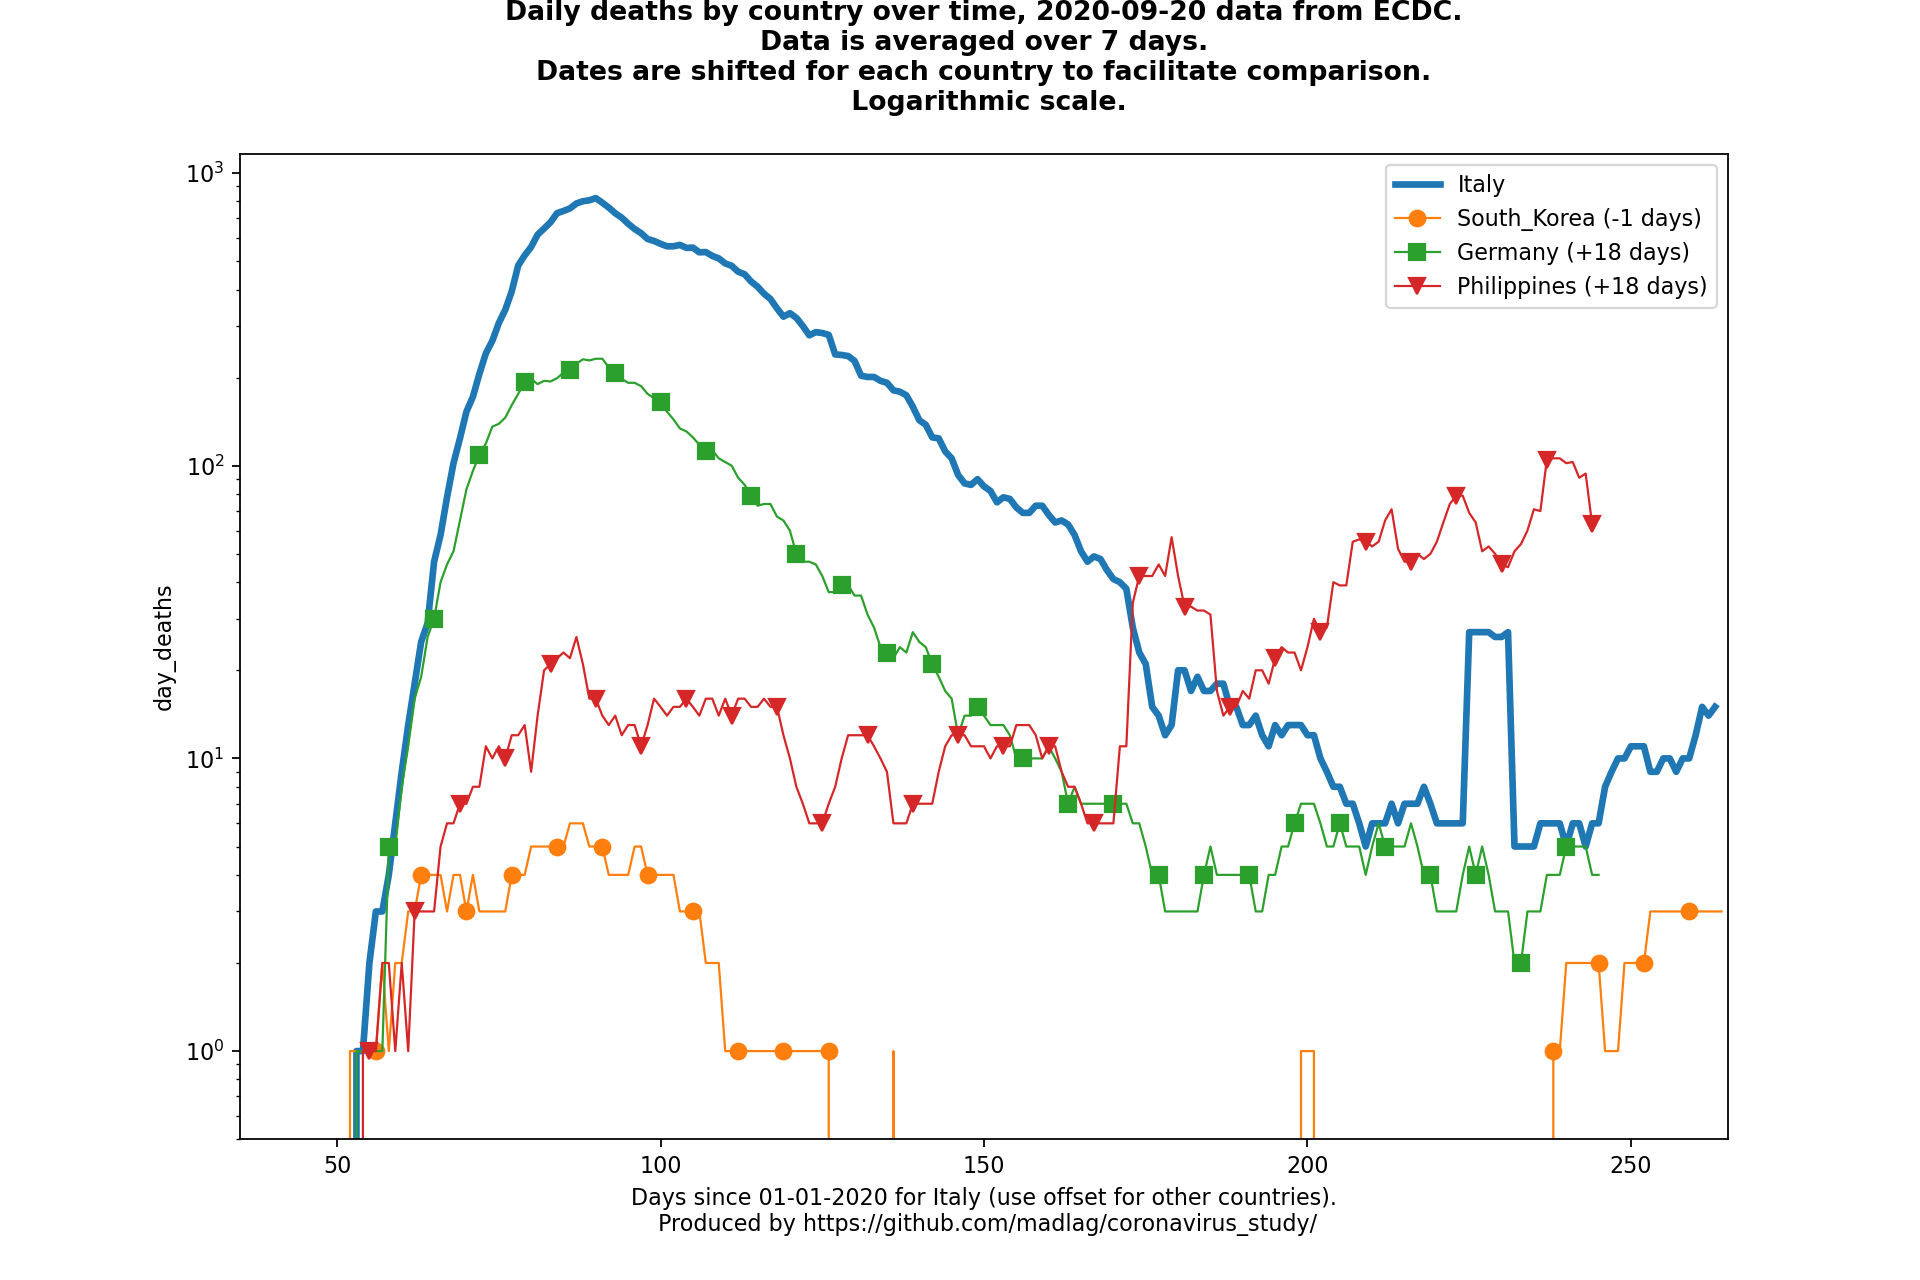 Daily deaths by country over time, 2020-09-20 data from ECDC.
Data is averaged over 7 days.
Dates are shifted for each country to facilitate comparison.
Logarithmic scale.
10³
10²
10¹
10⁰
day_deaths
Italy
South_Korea (-1 days)
Germany (+18 days)
Philippines (+18 days)
50 100 150 200 250
Days since 01-01-2020 for Italy (use offset for other countries).
Produced by https://github.com/madlag/coronavirus_study/